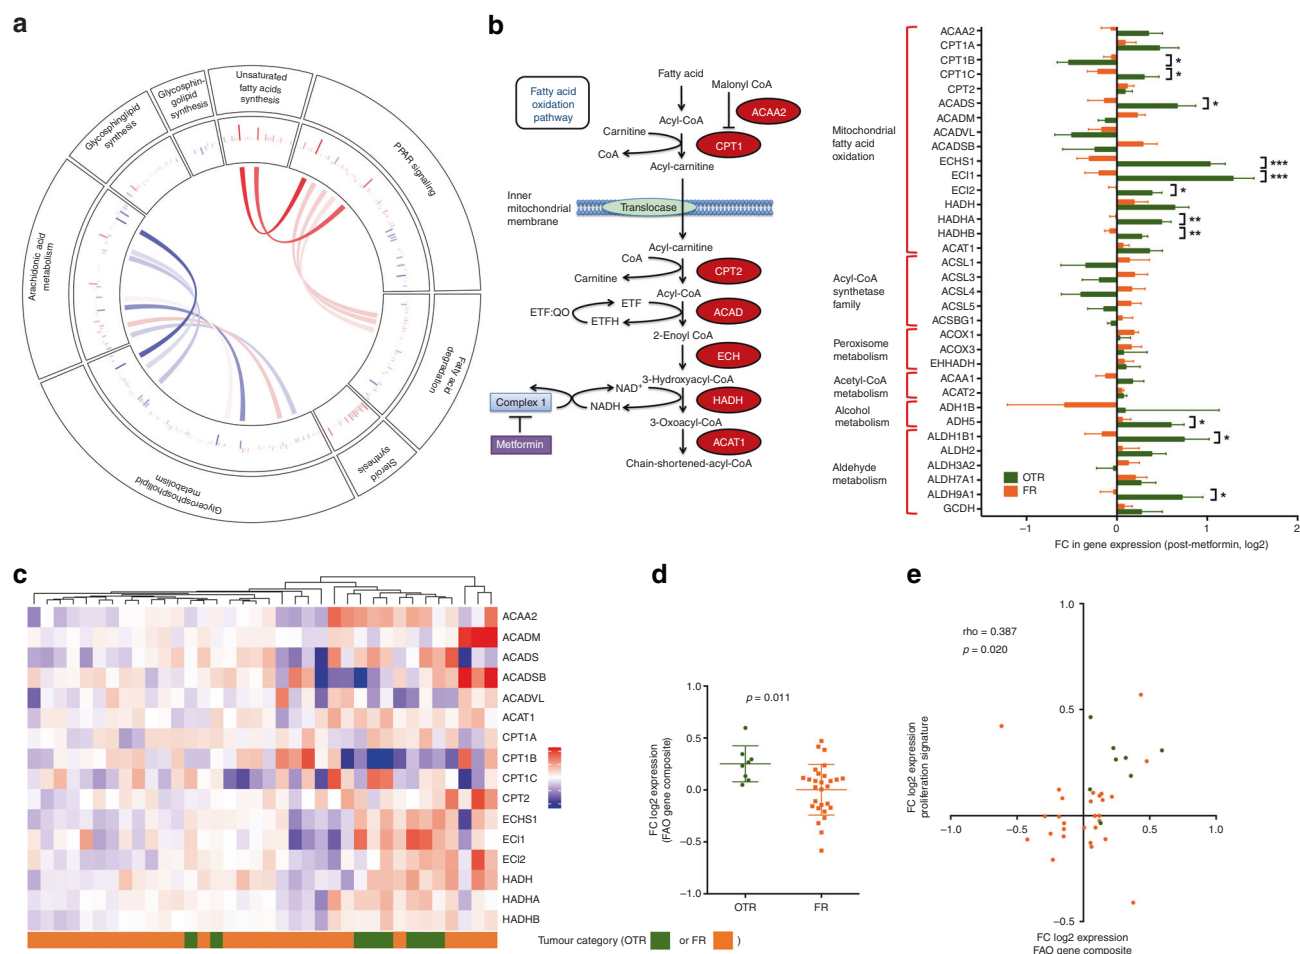 a
Glycosphinglipid
synthesis
Glycosphin-
golipid
synthesis
Unsaturated
fatty acids
synthesis
PPAR signaling
Fatty acid
degradation
Steroid
synthesis
Glycerophosphollipid
metabolism
Arachidonic acid
metabolism
b
Fatty acid
oxidation
pathway
Fatty acid
Malonyl CoA
ACAA2
Acyl-CoA
Carnitine
CPT1
CoA
Acyl-carnitine
Inner
mitochondrial
membrane
Translocase
Acyl-carnitine
CoA
CPT2
Carnitine
Acyl-CoA
ETF
ETF:QO
ACAD
ETFH
2-Enoyl CoA
ECH
3-Hydroxyacyl-CoA
NAD+
Complex 1
NADH
HADH
3-Oxoacyl-CoA
Metformin
ACAT1
Chain-shortened-acyl-CoA
Mitochondrial
fatty acid
oxidation
Acyl-CoA
synthetase
family
Peroxisome
metabolism
Acetyl-CoA
metabolism
Alcohol
metabolism
Aldehyde
metabolism
ACAA2
CPT1A
CPT1B *
CPT1C *
CPT2
ACADS *
ACADM
ACADVL
ACADSB
ECHS1 ***
ECI1 ***
ECI2 *
HADH
HADHA **
HADHB **
ACAT1
ACSL1
ACSL3
ACSL4
ACSL5
ACSBG1
ACOX1
ACOX3
EHHADH
ACAA1
ACAT2
ADH1B
ADH5 *
ALDH1B1 *
ALDH2
ALDH3A2
ALDH7A1
ALDH9A1 *
GCDH
OTR
FR
−1 0 1 2
FC in gene expression (post-metformin, log2)
c
ACAA2
ACADM
ACADS
ACADSB
ACADVL
ACAT1
CPT1A
CPT1B
CPT1C
CPT2
ECHS1
ECI1
ECI2
HADH
HADHA
HADHB
Tumour category (OTR or FR )
d
FC log2 expression
(FAO gene composite)
1.0
0.5
0.0
−0.5
−1.0
p = 0.011
OTR FR
e
FC log2 expression
proliferation signature
rho = 0.387
p = 0.020
1.0
0.5
−0.5
−1.0 −0.5 0 0.5 1.0
FC log2 expression
FAO gene composite